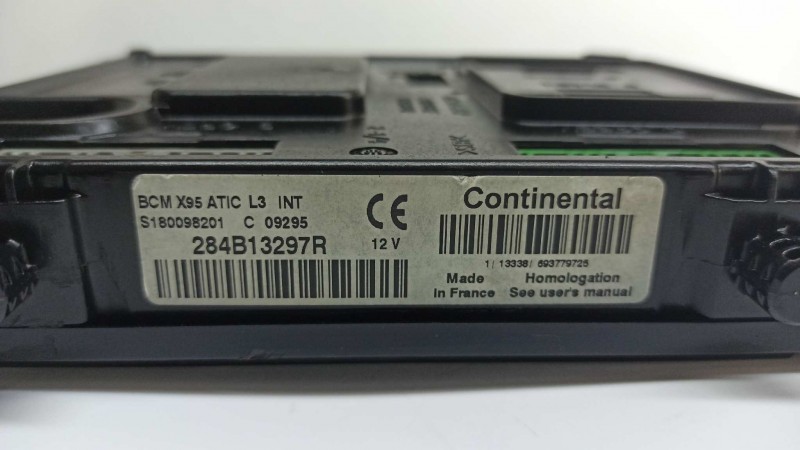 BCM X95 ATIC L3 INT
S180098201 C 09295
284B13297R
CE
12 V
Continental
1/ 13338/ 693779725
Made in France
Homologation
See user's manual